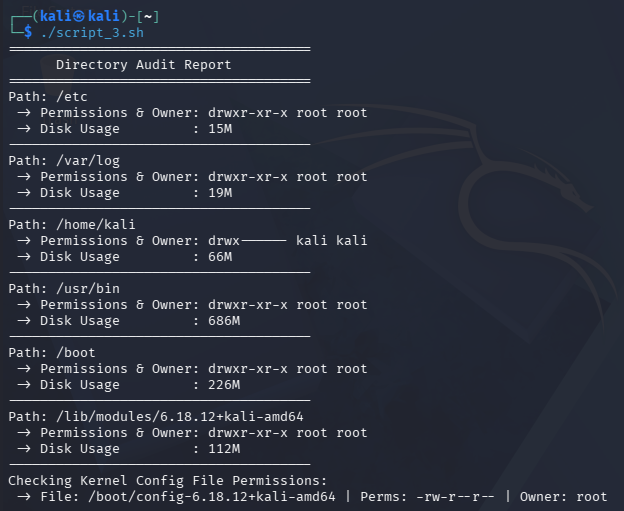 ┌──(kali㉿kali)-[~]
└─$ ./script_3.sh
======================================
      Directory Audit Report
======================================
Path: /etc
 -> Permissions & Owner: drwxr-xr-x root root
 -> Disk Usage         : 15M
--------------------------------------
Path: /var/log
 -> Permissions & Owner: drwxr-xr-x root root
 -> Disk Usage         : 19M
--------------------------------------
Path: /home/kali
 -> Permissions & Owner: drwx------ kali kali
 -> Disk Usage         : 66M
--------------------------------------
Path: /usr/bin
 -> Permissions & Owner: drwxr-xr-x root root
 -> Disk Usage         : 686M
--------------------------------------
Path: /boot
 -> Permissions & Owner: drwxr-xr-x root root
 -> Disk Usage         : 226M
--------------------------------------
Path: /lib/modules/6.18.12+kali-amd64
 -> Permissions & Owner: drwxr-xr-x root root
 -> Disk Usage         : 112M
--------------------------------------
Checking Kernel Config File Permissions:
 -> File: /boot/config-6.18.12+kali-amd64 | Perms: -rw-r--r-- | Owner: root